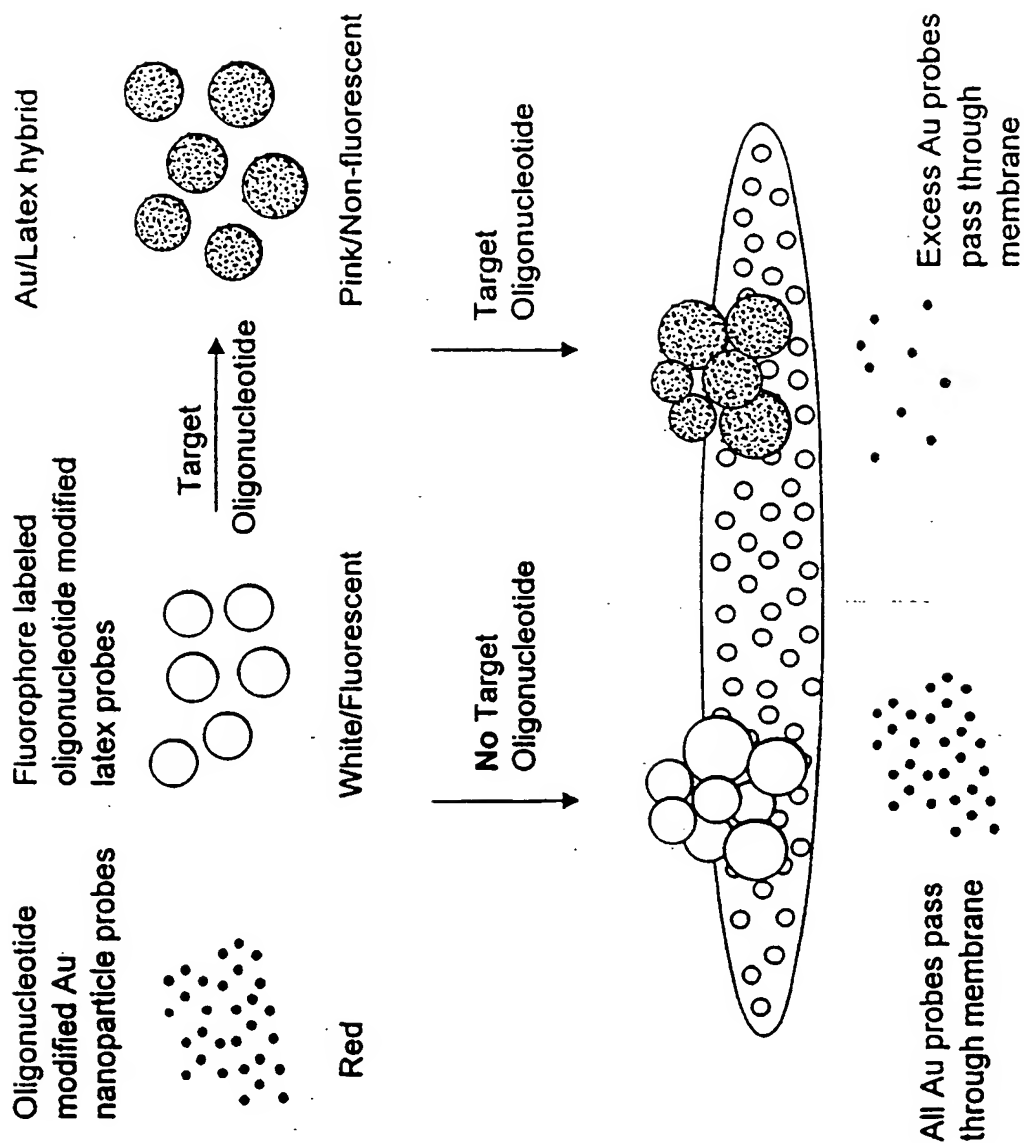 Oligonucleotide
modified Au
nanoparticle probes
Red
Fluorophore labeled
oligonucleotide modified
latex probes
White/Fluorescent
Target
Oligonucleotide
Au/Latex hybrid
Pink/Non-fluorescent
No Target
Oligonucleotide
Target
Oligonucleotide
All Au probes pass
through membrane
Excess Au probes
pass through
membrane